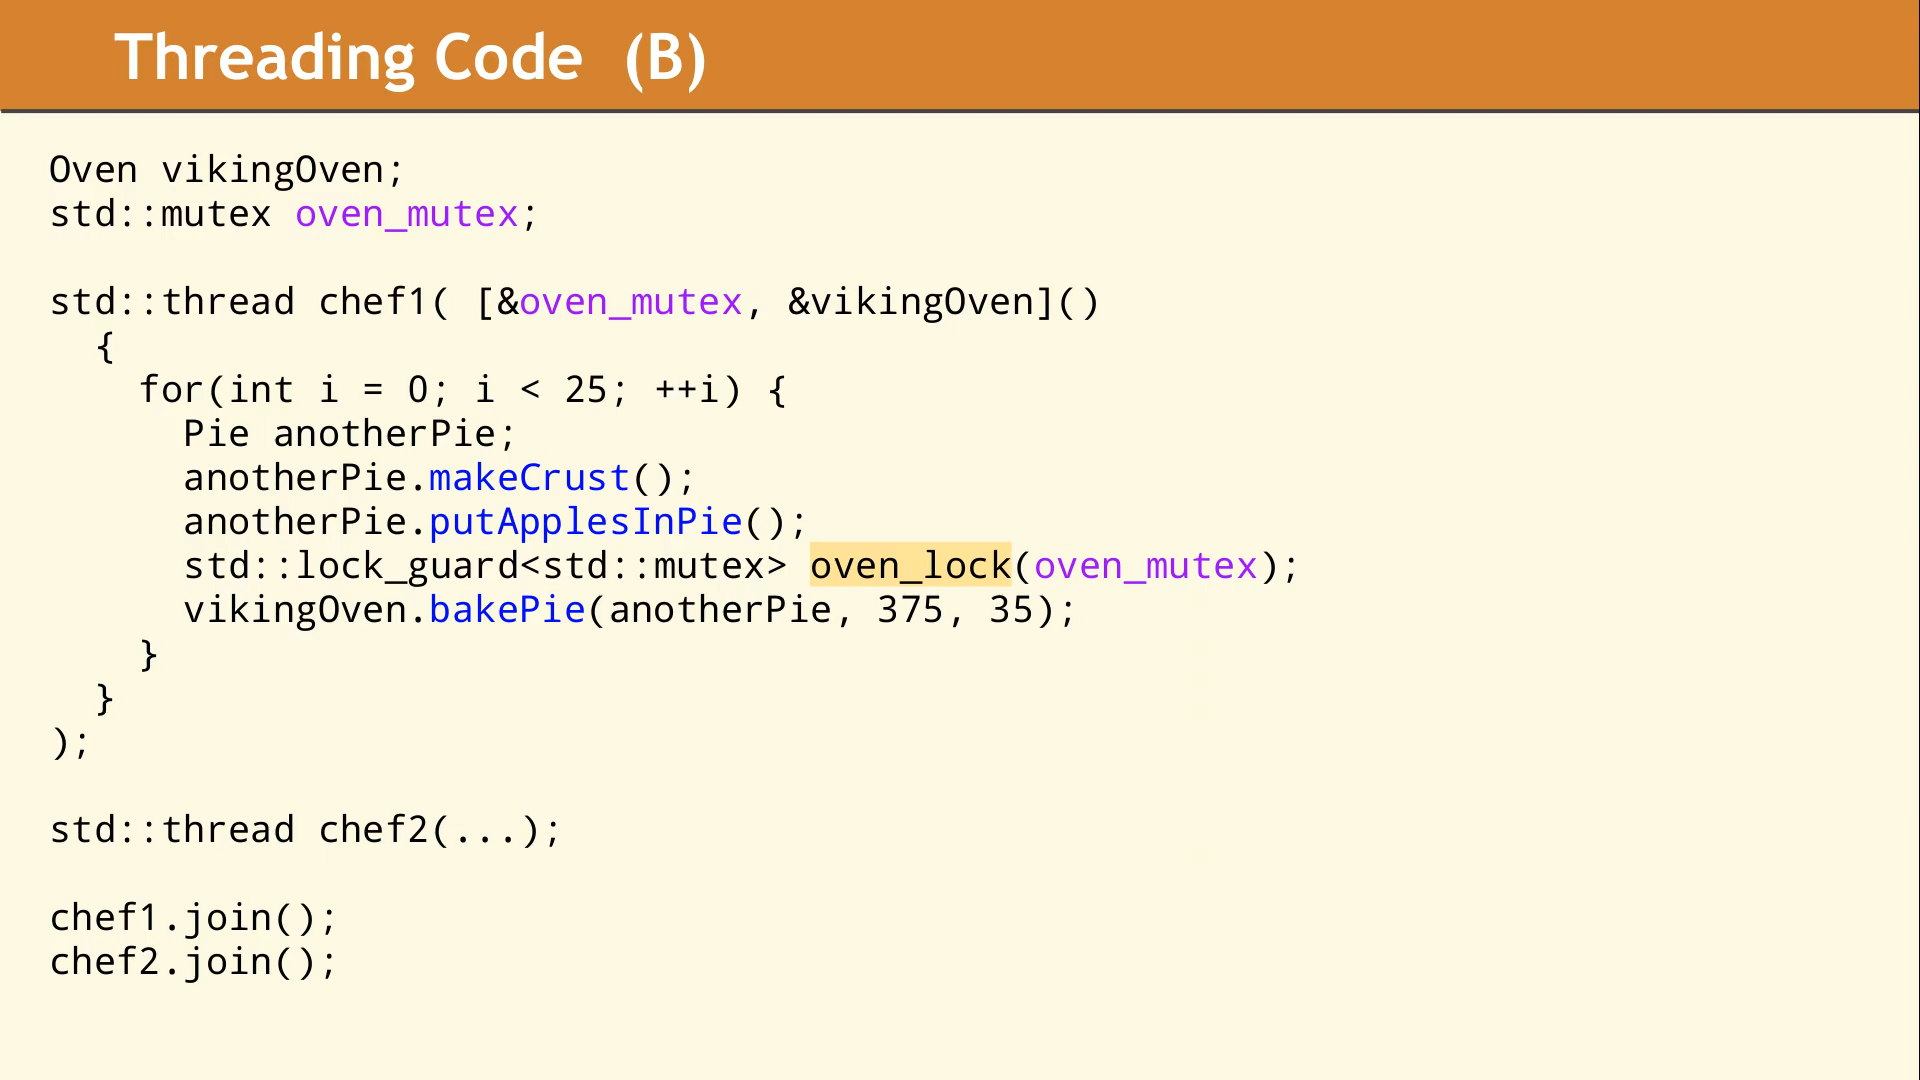 Threading Code  (B)
Oven vikingOven;
std::mutex oven_mutex;
std::thread chef1( [&oven_mutex, &vikingOven]()
  {
    for(int i = 0; i < 25; ++i) {
      Pie anotherPie;
      anotherPie.makeCrust();
      anotherPie.putApplesInPie();
      std::lock_guard<std::mutex> oven_lock(oven_mutex);
      vikingOven.bakePie(anotherPie, 375, 35);
    }
  }
);
std::thread chef2(...);
chef1.join();
chef2.join();